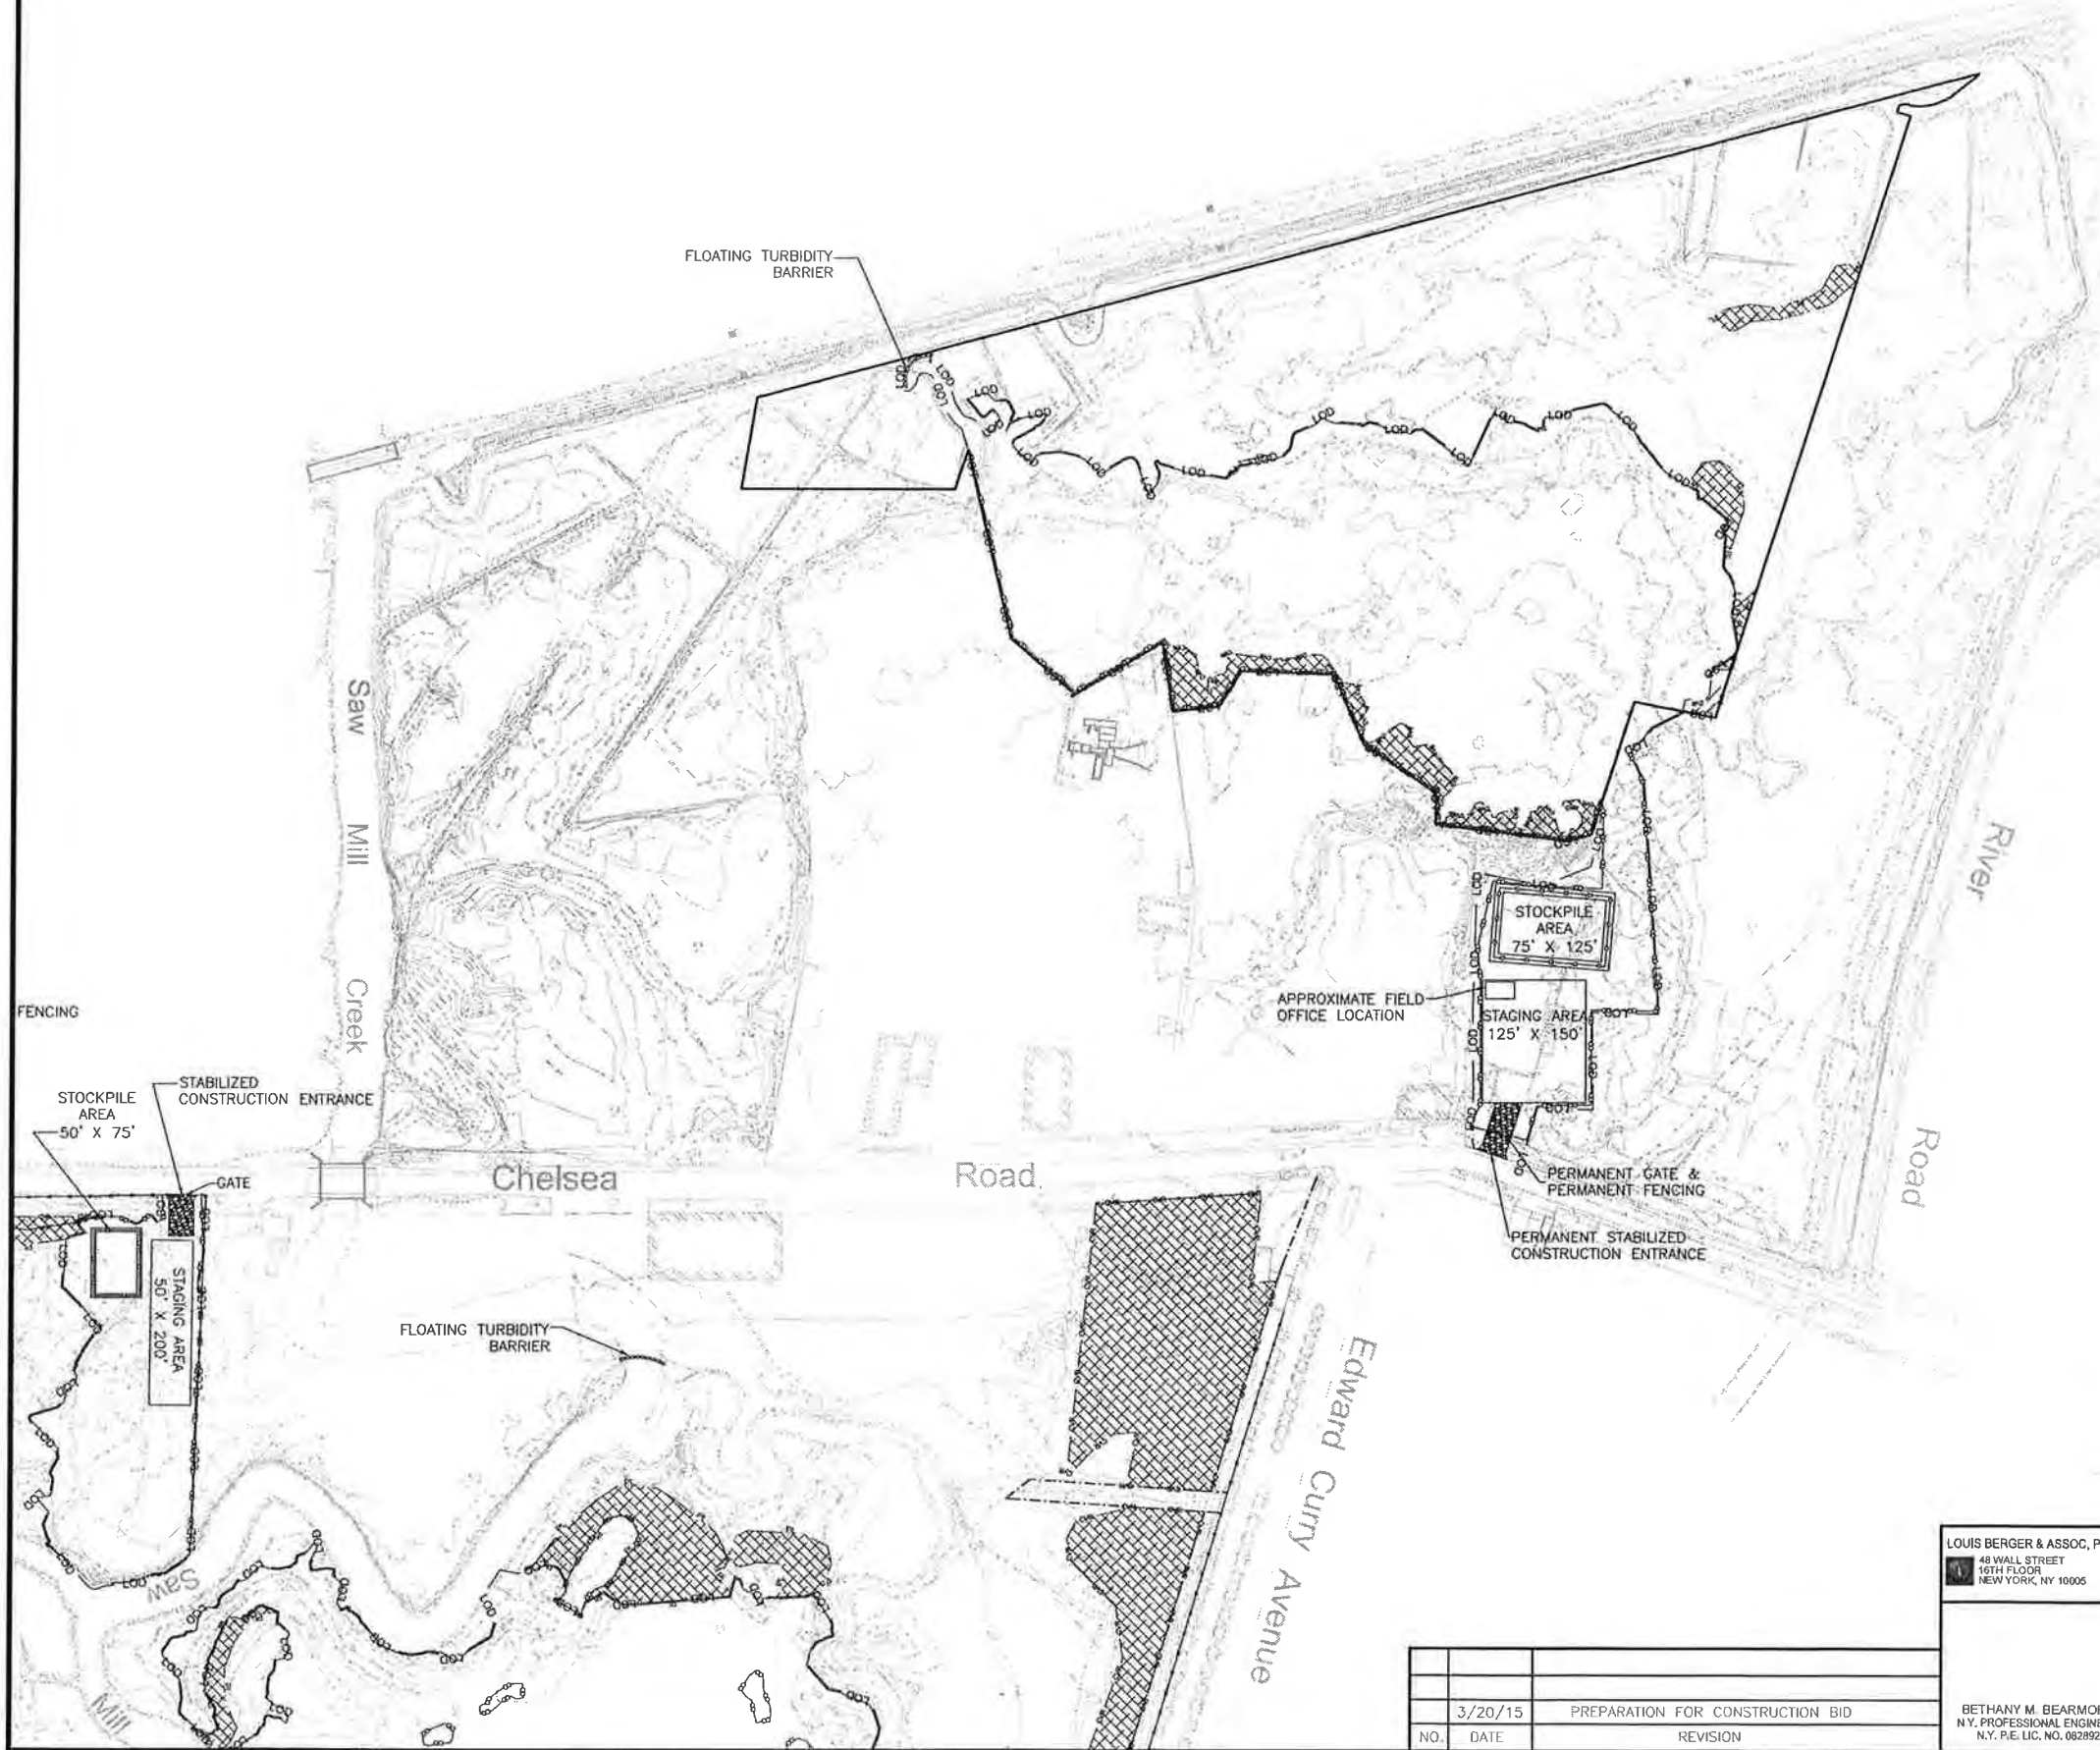 FLOATING TURBIDITY
BARRIER
LOD
Saw
Mill
Creek
River
Road
STOCKPILE
AREA
75' X 125'
APPROXIMATE FIELD
OFFICE LOCATION
STAGING AREA
125' X 150'
FENCING
STABILIZED
CONSTRUCTION ENTRANCE
STOCKPILE
AREA
50' X 75'
GATE
Chelsea
Road
PERMANENT GATE &
PERMANENT FENCING
PERMANENT STABILIZED
CONSTRUCTION ENTRANCE
STAGING AREA
50' X 200'
FLOATING TURBIDITY
BARRIER
Edward Curry Avenue
Saw
Mill
LOUIS BERGER & ASSOC, P
48 WALL STREET
16TH FLOOR
NEW YORK, NY 10005
3/20/15 PREPARATION FOR CONSTRUCTION BID
NO. DATE REVISION
BETHANY M. BEARMO
N.Y. PROFESSIONAL ENGIN
N.Y. P.E. LIC. NO. 082892